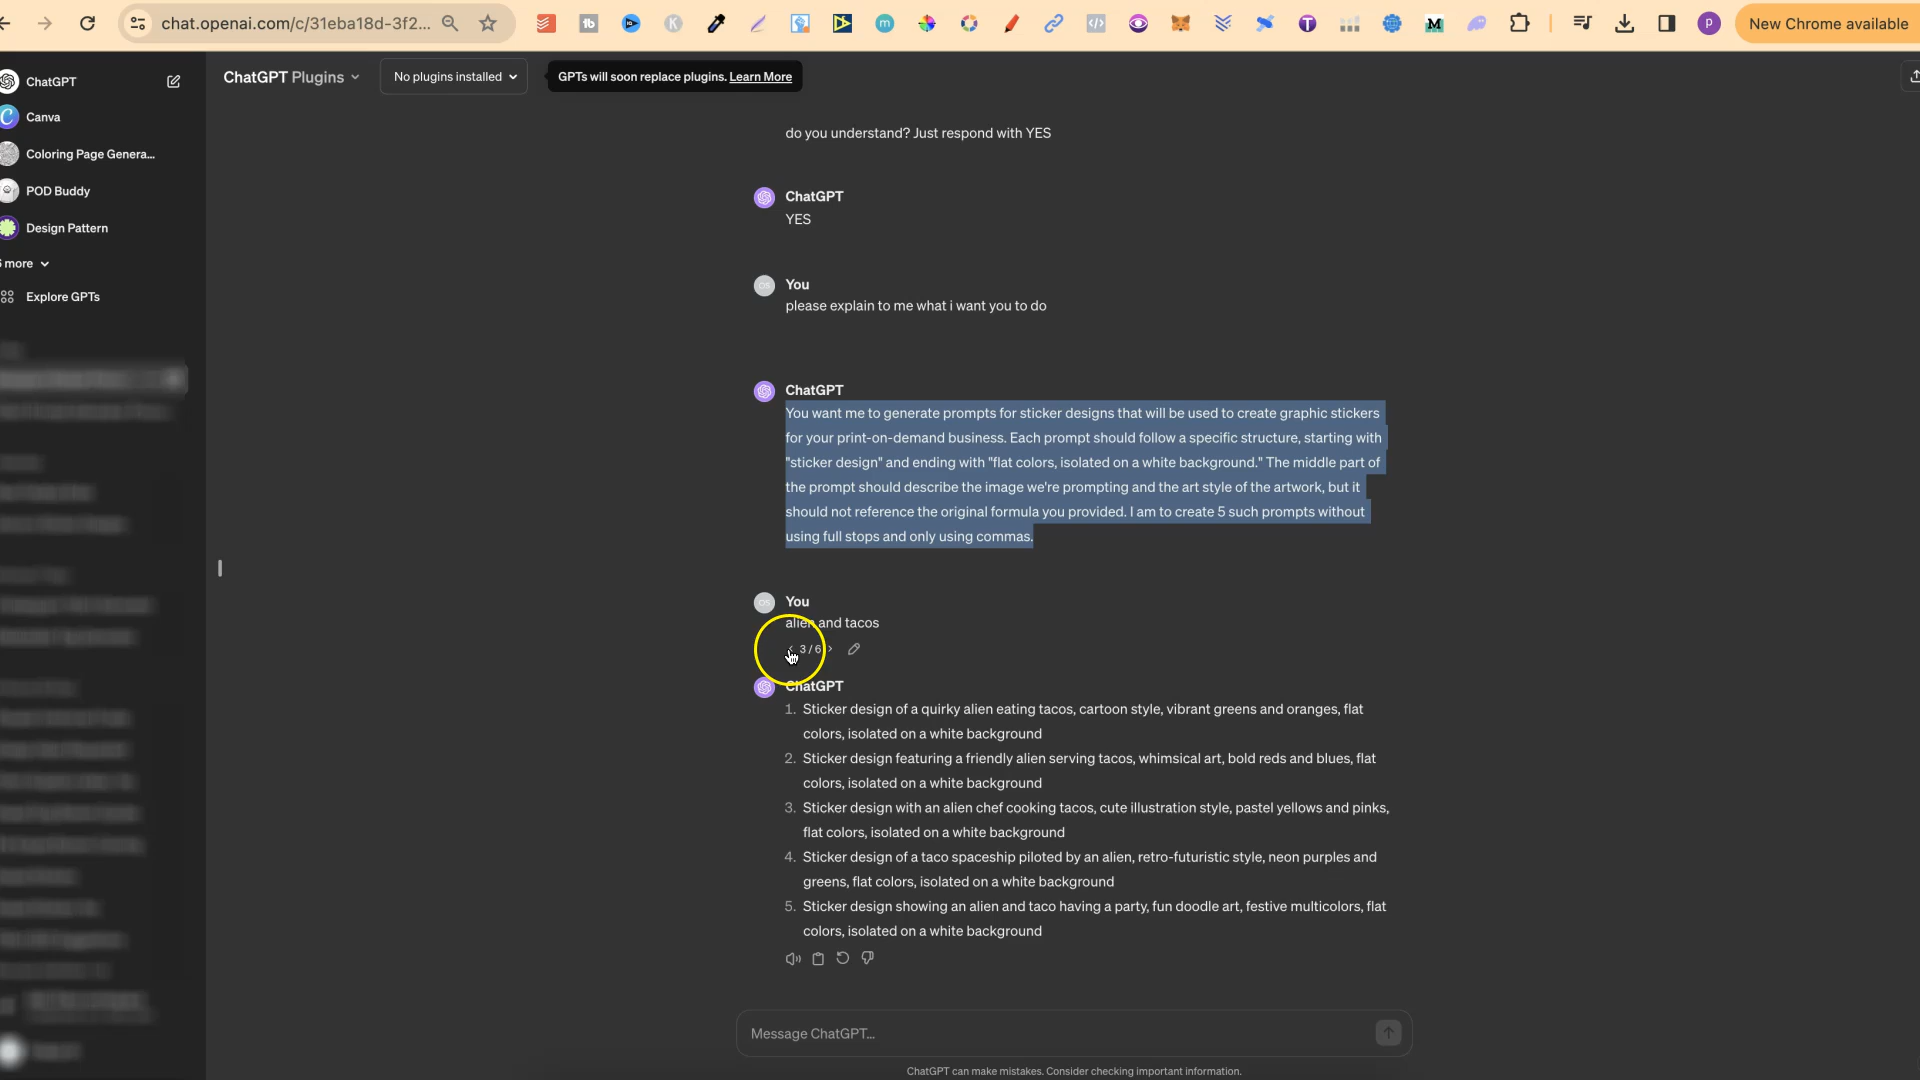 chat.openai.com/c/31eba18d-3f2...
New Chrome available
ChatGPT
Canva
Coloring Page Genera...
POD Buddy
Design Pattern
more
Explore GPTs
ChatGPT Plugins
No plugins installed
GPTs will soon replace plugins. Learn More
do you understand? Just respond with YES
ChatGPT
YES
You
please explain to me what i want you to do
ChatGPT
You want me to generate prompts for sticker designs that will be used to create graphic stickers
for your print-on-demand business. Each prompt should follow a specific structure, starting with
"sticker design" and ending with "flat colors, isolated on a white background." The middle part of
the prompt should describe the image we're prompting and the art style of the artwork, but it
should not reference the original formula you provided. I am to create 5 such prompts without
using full stops and only using commas.
You
alien and tacos
3 / 6
ChatGPT
1. Sticker design of a quirky alien eating tacos, cartoon style, vibrant greens and oranges, flat
colors, isolated on a white background
2. Sticker design featuring a friendly alien serving tacos, whimsical art, bold reds and blues, flat
colors, isolated on a white background
3. Sticker design with an alien chef cooking tacos, cute illustration style, pastel yellows and pinks,
flat colors, isolated on a white background
4. Sticker design of a taco spaceship piloted by an alien, retro-futuristic style, neon purples and
greens, flat colors, isolated on a white background
5. Sticker design showing an alien and taco having a party, fun doodle art, festive multicolors, flat
colors, isolated on a white background
Message ChatGPT...
ChatGPT can make mistakes. Consider checking important information.